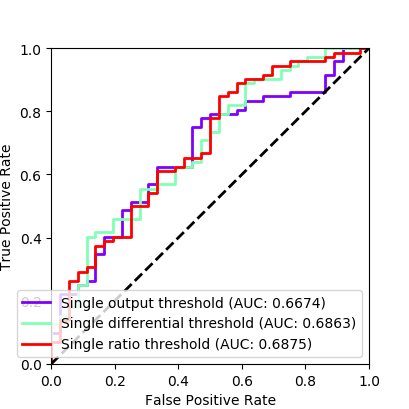 1.0
0.8
0.6
0.4
0.2
0.0
True Positive Rate
Single output threshold (AUC: 0.6674)
Single differential threshold (AUC: 0.6863)
Single ratio threshold (AUC: 0.6875)
0.0 0.2 0.4 0.6 0.8 1.0
False Positive Rate